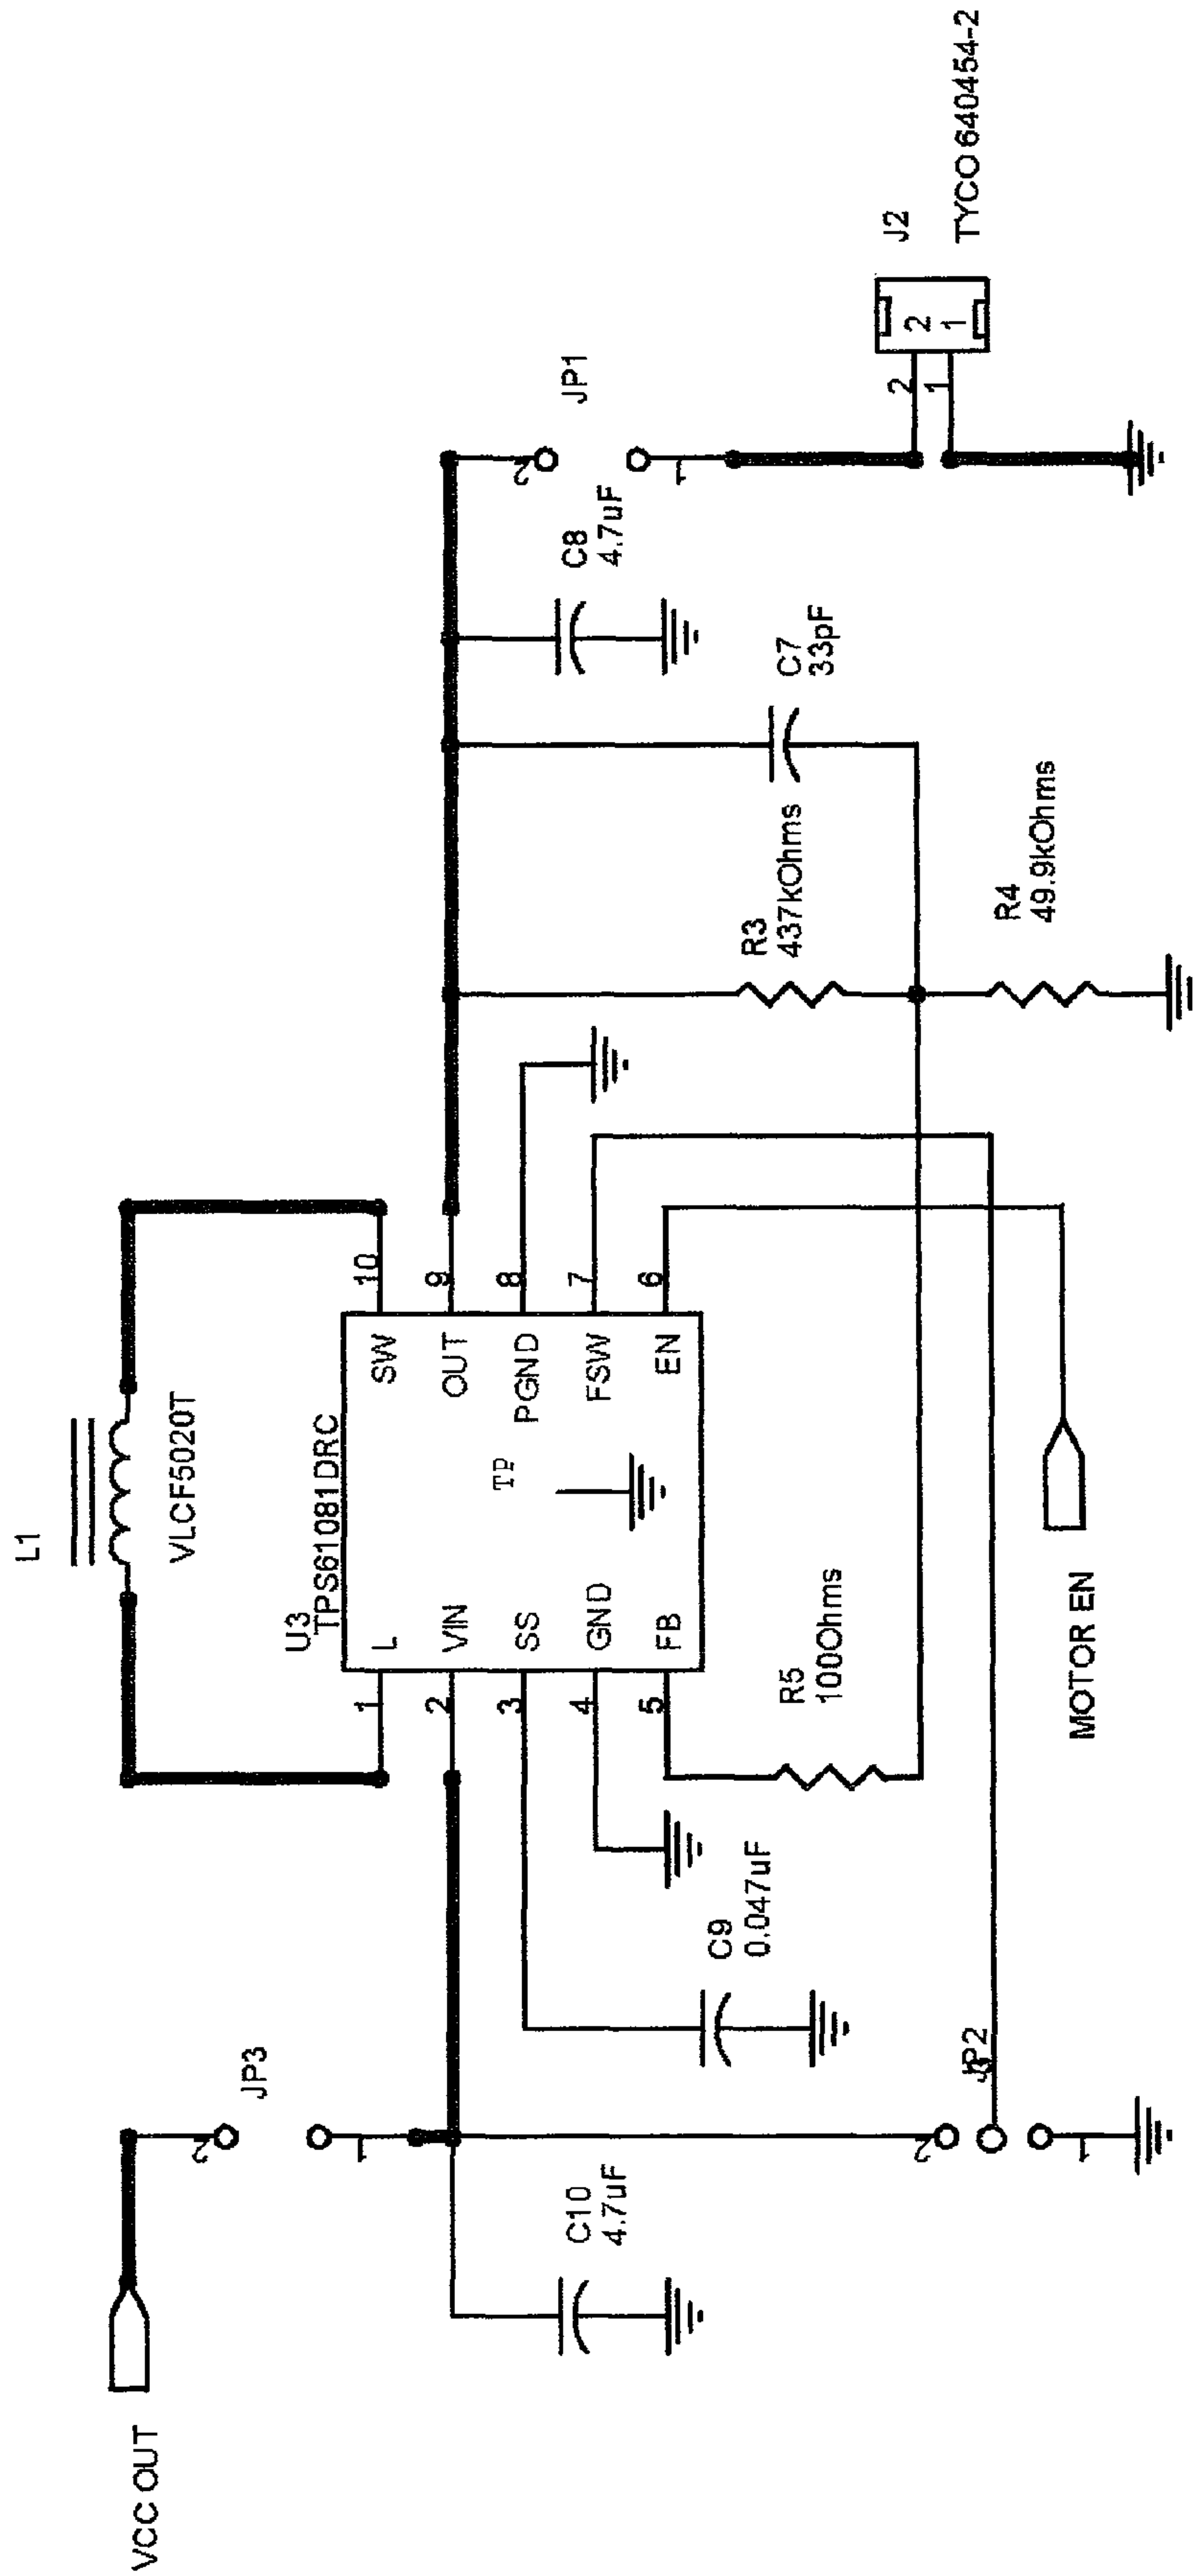 L1
VLCF5020T
VCC OUT
JP3
2
1
C10
4.7uF
U3
TPS61081DRC
1
L
SW
10
2
VIN
OUT
9
3
SS
PGND
8
4
GND
FSW
7
5
FB
EN
6
TP
C9
0.047uF
R5
100Ohms
JP2
2
1
MOTOR EN
R3
437kOhms
R4
49.9kOhms
C7
33pF
C8
4.7uF
JP1
2
1
J2
2
1
2
1
TYCO 640454-2